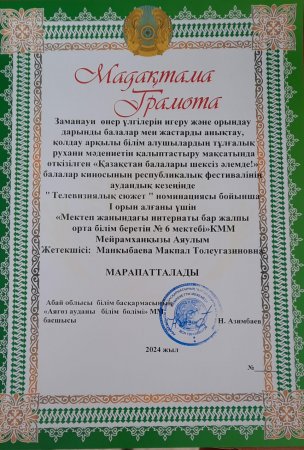 Мадақтама
Грамота
Заманауи өнер үлгілерін игеру және орындау
дарынды балалар мен жастарды анықтау,
қолдау арқылы білім алушылардың тұлғалық
рухани мәдениетін қалыптастыру мақсатында
өткізілген «Қазақстан балалары шексіз әлемде!»
балалар киносының республикалық фестивалінің
аудандық кезеңінде
" Телевизиялық сюжет " номинациясы бойынша
І орын алғаны үшін
«Мектеп жанындағы интернаты бар жалпы
орта білім беретін № 6 мектебі»КММ
Мейрамханқызы Аяулым
Жетекшісі: Манкыбаева Макпал Толеугазиновна
МАРАПАТТАЛАДЫ
Абай облысы білім басқармасының
«Аягөз ауданы білім бөлімі» ММ
басшысы
Н. Азимбаев
2024 жыл
№